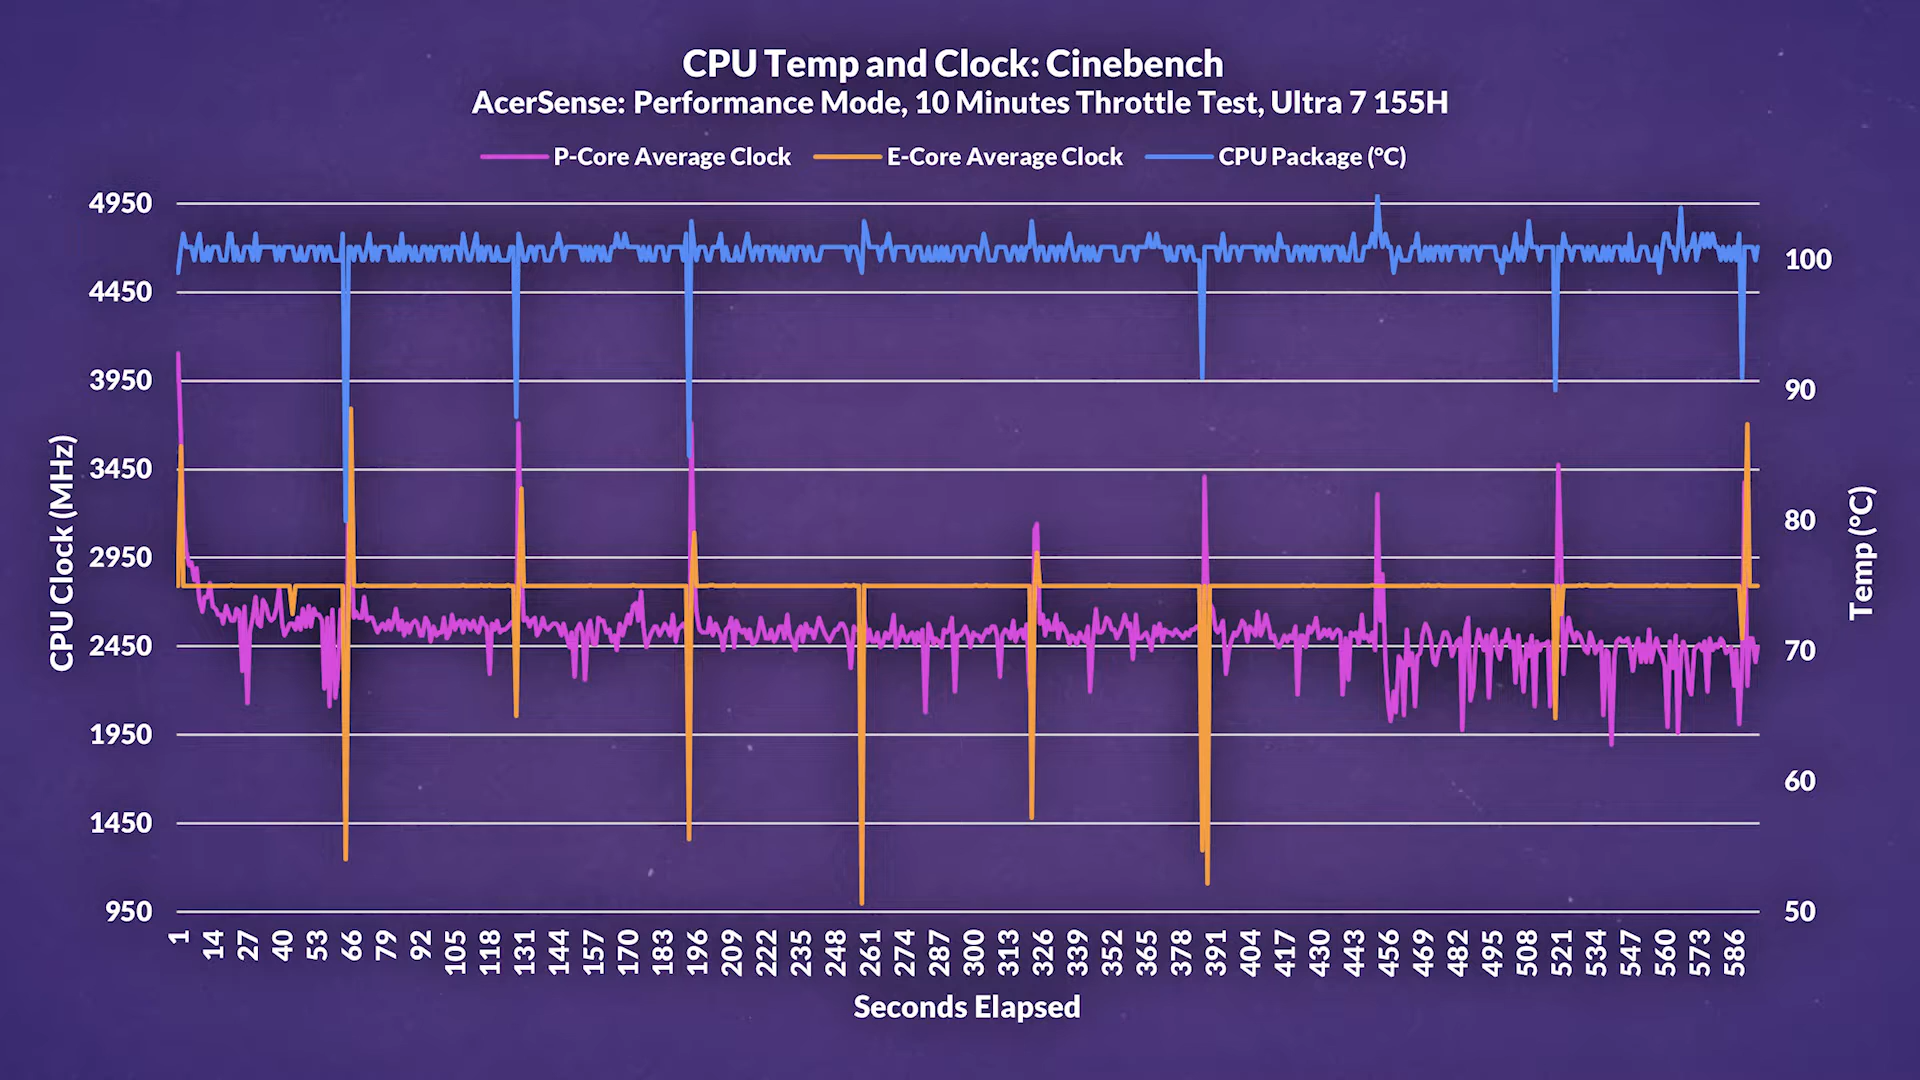 CPU Temp and Clock: Cinebench
AcerSense: Performance Mode, 10 Minutes Throttle Test, Ultra 7 155H
P-Core Average Clock E-Core Average Clock CPU Package (°C)
CPU Clock (MHz)
4950
4450
3950
3450
2950
2450
1950
1450
950
100
90
80
70
60
50
Temp (°C)
1 14 27 40 53 66 79 92 105 118 131 144 157 170 183 196 209 222 235 248 261 274 287 300 313 326 339 352 365 378 391 404 417 430 443 456 469 482 495 508 521 534 547 560 573 586
Seconds Elapsed